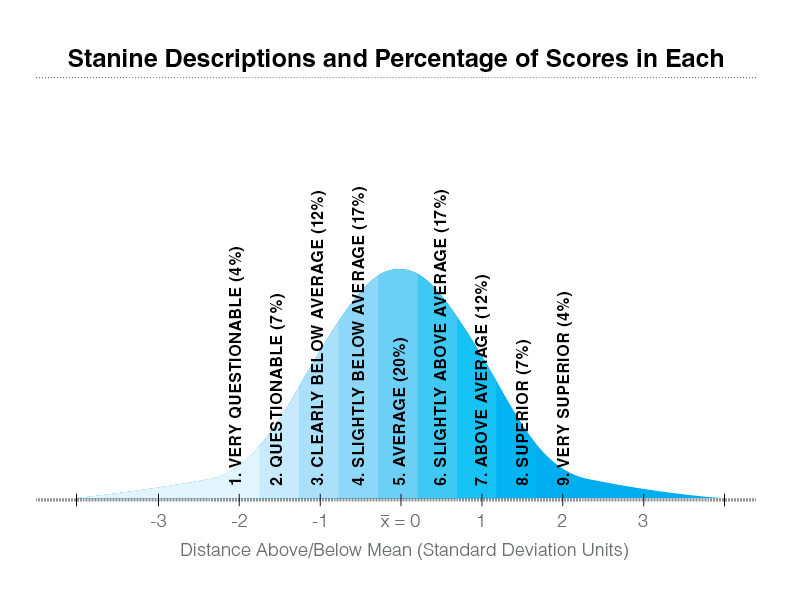 Stanine Descriptions and Percentage of Scores in Each
1. VERY QUESTIONABLE (4%)
2. QUESTIONABLE (7%)
3. CLEARLY BELOW AVERAGE (12%)
4. SLIGHTLY BELOW AVERAGE (17%)
5. AVERAGE (20%)
6. SLIGHTLY ABOVE AVERAGE (17%)
7. ABOVE AVERAGE (12%)
8. SUPERIOR (7%)
9. VERY SUPERIOR (4%)
-3 -2 -1 x̅ = 0 1 2 3
Distance Above/Below Mean (Standard Deviation Units)